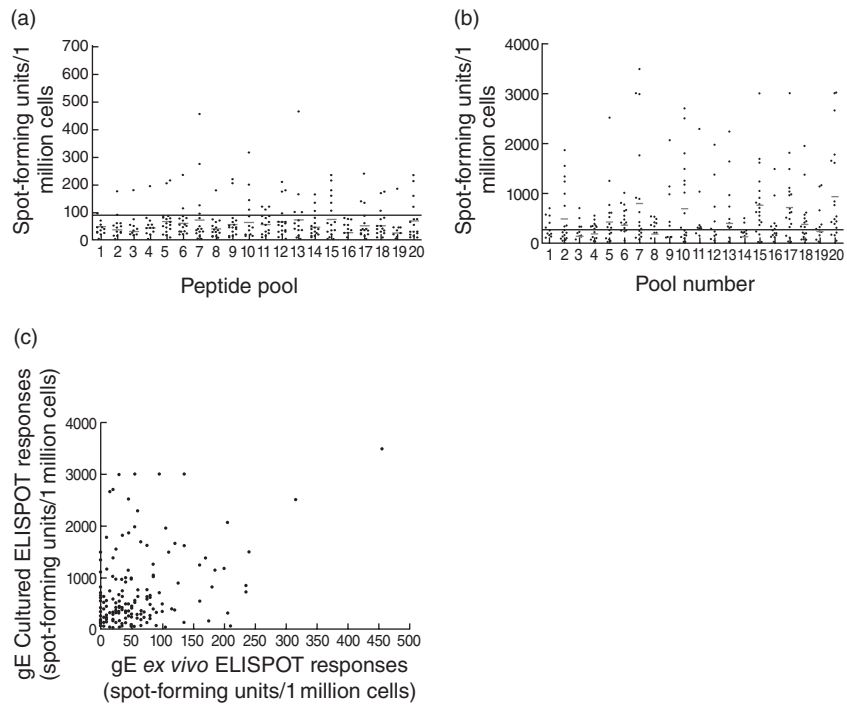 (a)
Spot-forming units/1
million cells
700
600
500
400
300
200
100
0
1 2 3 4 5 6 7 8 9 10 11 12 13 14 15 16 17 18 19 20
Peptide pool
(b)
Spot-forming units/1
million cells
4000
3000
2000
1000
0
1 2 3 4 5 6 7 8 9 10 11 12 13 14 15 16 17 18 19 20
Pool number
(c)
gE Cultured ELISPOT responses
(spot-forming units/1 million cells)
4000
3000
2000
1000
0
0 50 100 150 200 250 300 350 400 450 500
gE ex vivo ELISPOT responses
(spot-forming units/1 million cells)